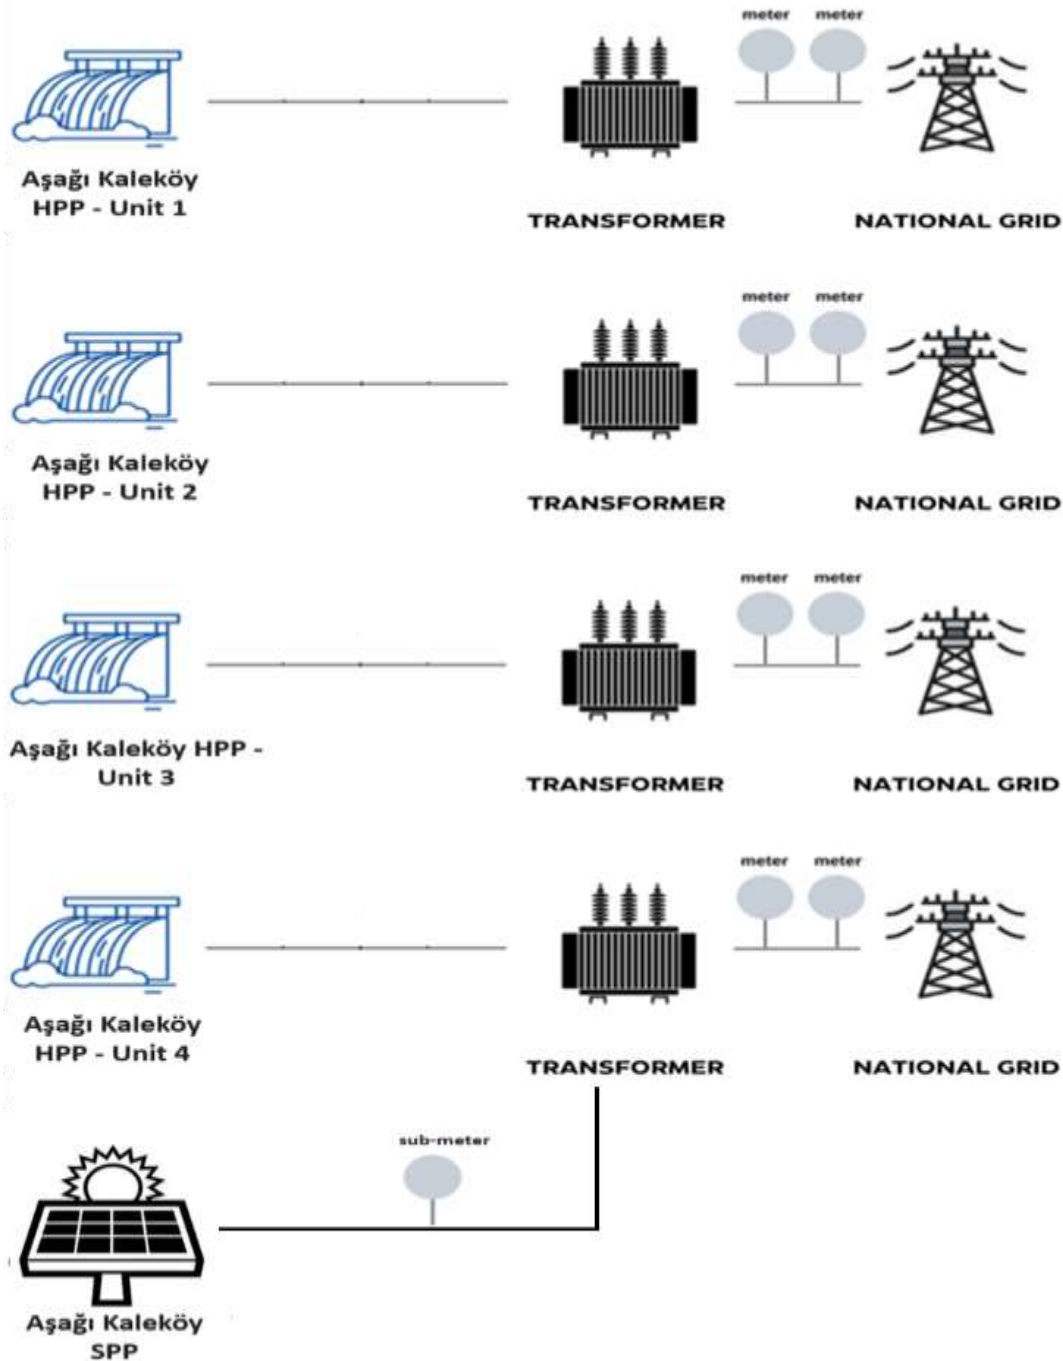 meter meter
Aşağı Kaleköy
HPP - Unit 1
TRANSFORMER
NATIONAL GRID
meter meter
Aşağı Kaleköy
HPP - Unit 2
TRANSFORMER
NATIONAL GRID
meter meter
Aşağı Kaleköy HPP -
Unit 3
TRANSFORMER
NATIONAL GRID
meter meter
Aşağı Kaleköy
HPP - Unit 4
TRANSFORMER
NATIONAL GRID
sub-meter
Aşağı Kaleköy
SPP